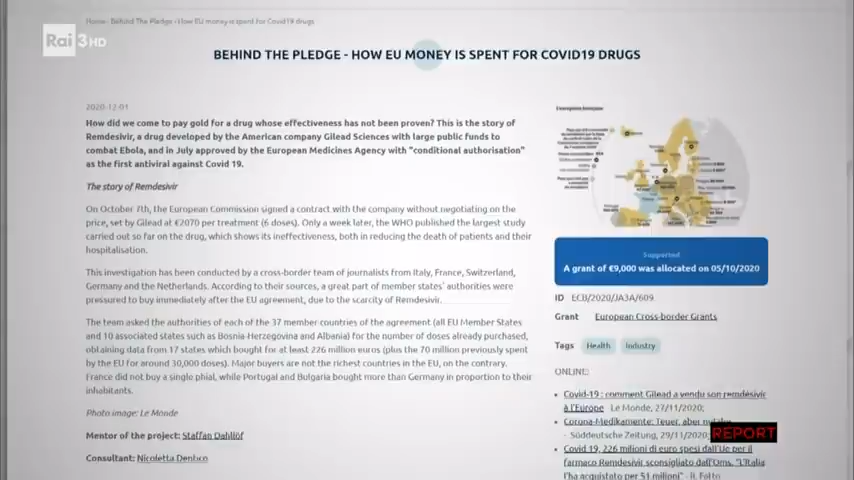 Home › Behind The Pledge › How EU money is spent for Covid19 drugs
Rai 3 HD
BEHIND THE PLEDGE - HOW EU MONEY IS SPENT FOR COVID19 DRUGS
2020-12-01
How did we come to pay gold for a drug whose effectiveness has not been proven? This is the story of
Remdesivir, a drug developed by the American company Gilead Sciences with large public funds to
combat Ebola, and in July approved by the European Medicines Agency with "conditional authorisation"
as the first antiviral against Covid 19.
The story of Remdesivir
On October 7th, the European Commission signed a contract with the company without negotiating on the
price, set by Gilead at €2070 per treatment (6 doses). Only a week later, the WHO published the largest study
carried out so far on the drug, which shows its ineffectiveness, both in reducing the death of patients and their
hospitalisation.
This investigation has been conducted by a cross-border team of journalists from Italy, France, Switzerland,
Germany and the Netherlands. According to their sources, a great part of member states' authorities were
pressured to buy immediately after the EU agreement, due to the scarcity of Remdesivir.
The team asked the authorities of each of the 37 member countries of the agreement (all EU Member States
and 10 associated states such as Bosnia-Herzegovina and Albania) for the number of doses already purchased,
obtaining data from 17 states which bought for at least 226 million euros (plus the 70 million previously spent
by the EU for around 30,000 doses). Major buyers are not the richest countries in the EU, on the contrary.
France did not buy a single phial, while Portugal and Bulgaria bought more than Germany in proportion to their
inhabitants.
Photo image: Le Monde
Mentor of the project: Staffan Dahllöf
Consultant: Nicoletta Dentico
Supported
A grant of €9,000 was allocated on 05/10/2020
ID ECB/2020/JA3A/609
Grant European Cross-border Grants
Tags Health Industry
ONLINE:
Covid-19 : comment Gilead a vendu son remdésivir
à l'Europe - Le Monde, 27/11/2020;
Corona-Medikamente: Teuer, aber
- Süddeutsche Zeitung, 29/11/2020;
REPORT
Covid 19, 226 milioni di euro spesi dall'Ue per il
farmaco Remdesivir sconsigliato dall'Oms. "L'Italia
l'ha acquistato per 51 milioni" - Il Fatto